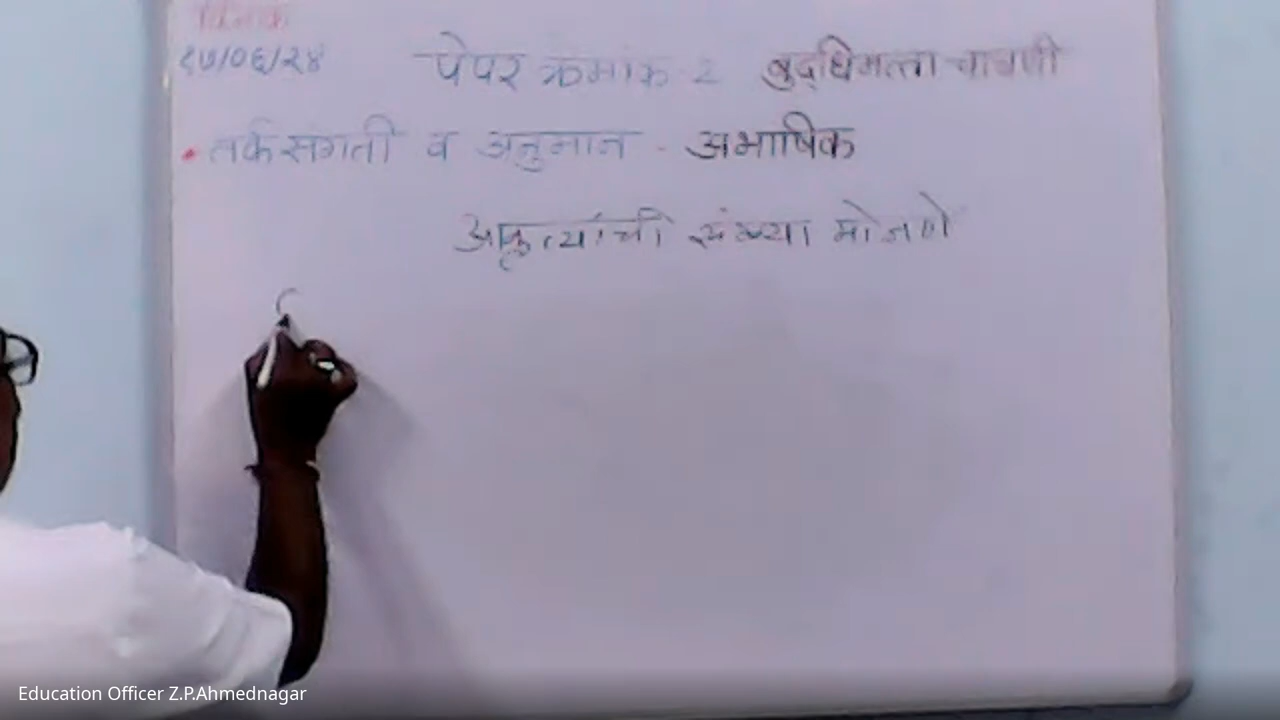 दिनांक
१७/०६/२४ पेपर क्रमांक - 2 बुद्धिमत्ता चाचणी
• तर्कसंगती व अनुमान - अभाषिक
आकृत्यांची संख्या मोजणे
Education Officer Z.P.Ahmednagar